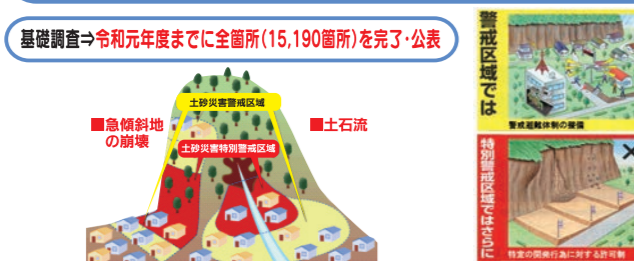 基礎調査⇒令和元年度までに全箇所(15,190箇所)を完了・公表
土砂災害警戒区域
■急傾斜地
の崩壊
■土石流
土砂災害特別警戒区域
警戒区域では
警戒避難体制の整備
特別警戒区域ではさらに
特定の開発行為に対する許可制